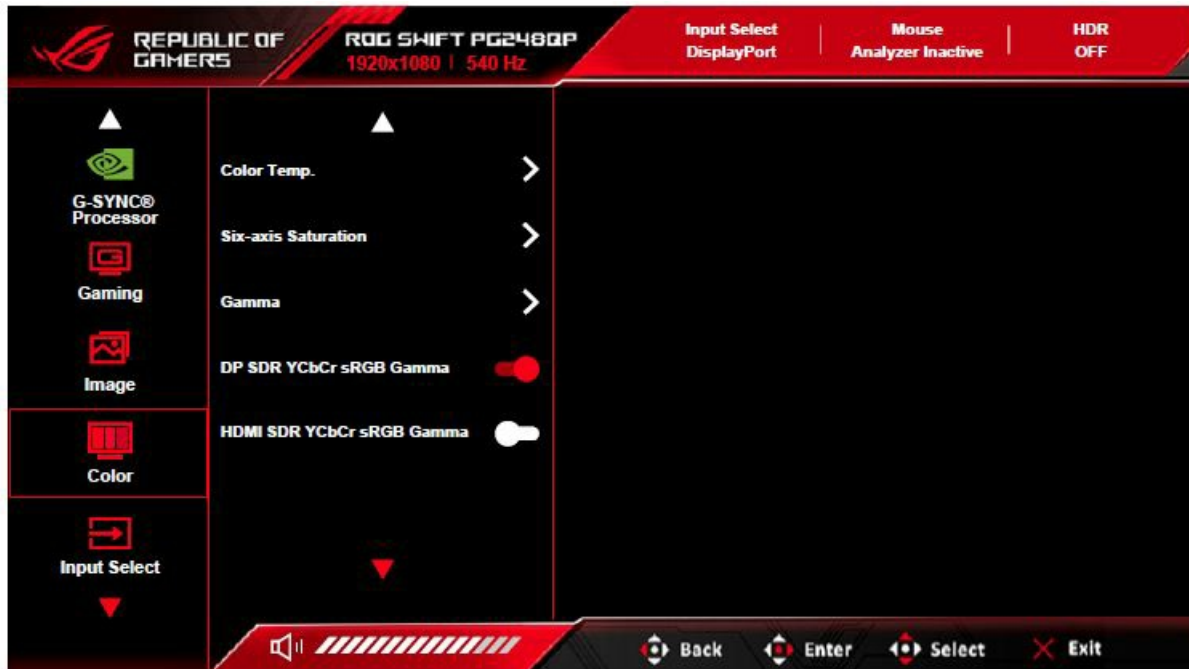 REPUBLIC OF
GAMERS
ROG SWIFT PG248QP
1920x1080 | 540 Hz
Input Select
DisplayPort
Mouse
Analyzer Inactive
HDR
OFF
G-SYNC®
Processor
Gaming
Image
Color
Input Select
Color Temp.
Six-axis Saturation
Gamma
DP SDR YCbCr sRGB Gamma
HDMI SDR YCbCr sRGB Gamma
Back
Enter
Select
Exit